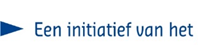 Een initiatief van het